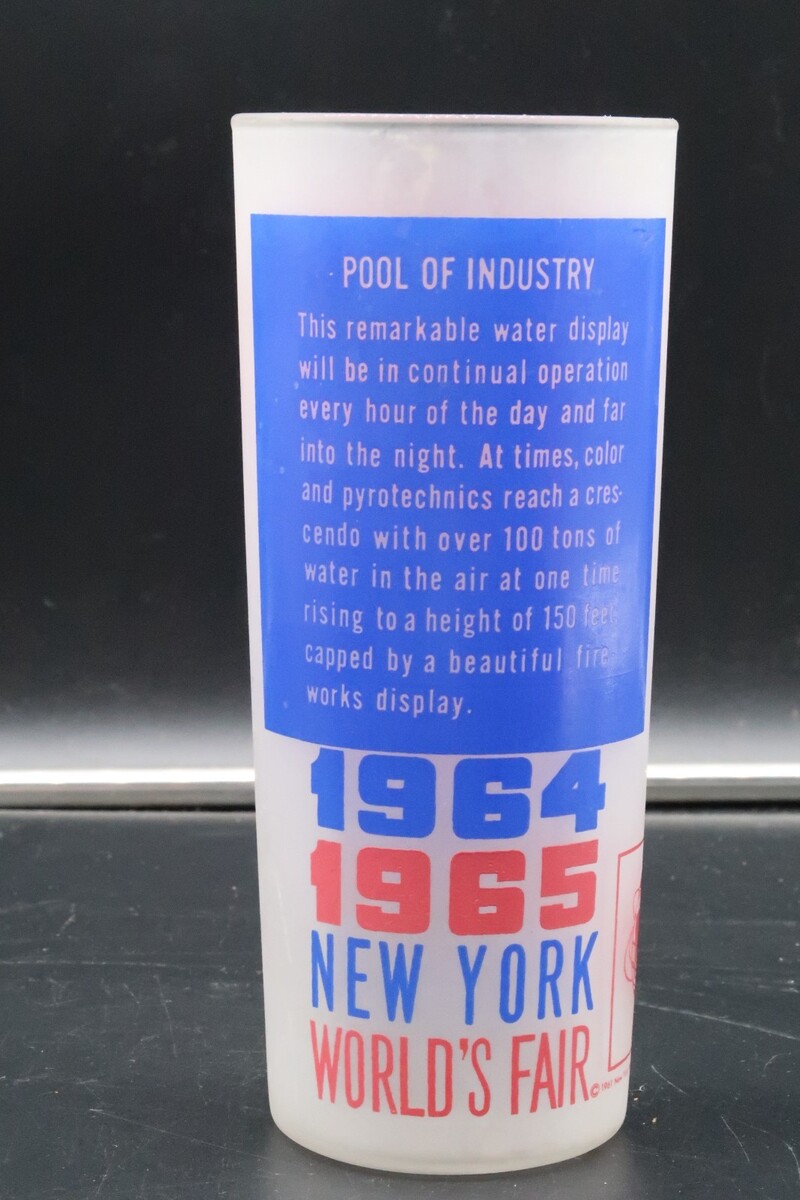 POOL OF INDUSTRY
This remarkable water display
will be in continual operation
every hour of the day and far
into the night. At times, color
and pyrotechnics reach a cres-
cendo with over 100 tons of
water in the air at one time
rising to a height of 150 feet,
capped by a beautiful fire-
works display.
1964
1965
NEW YORK
WORLD'S FAIR
© 1961 New